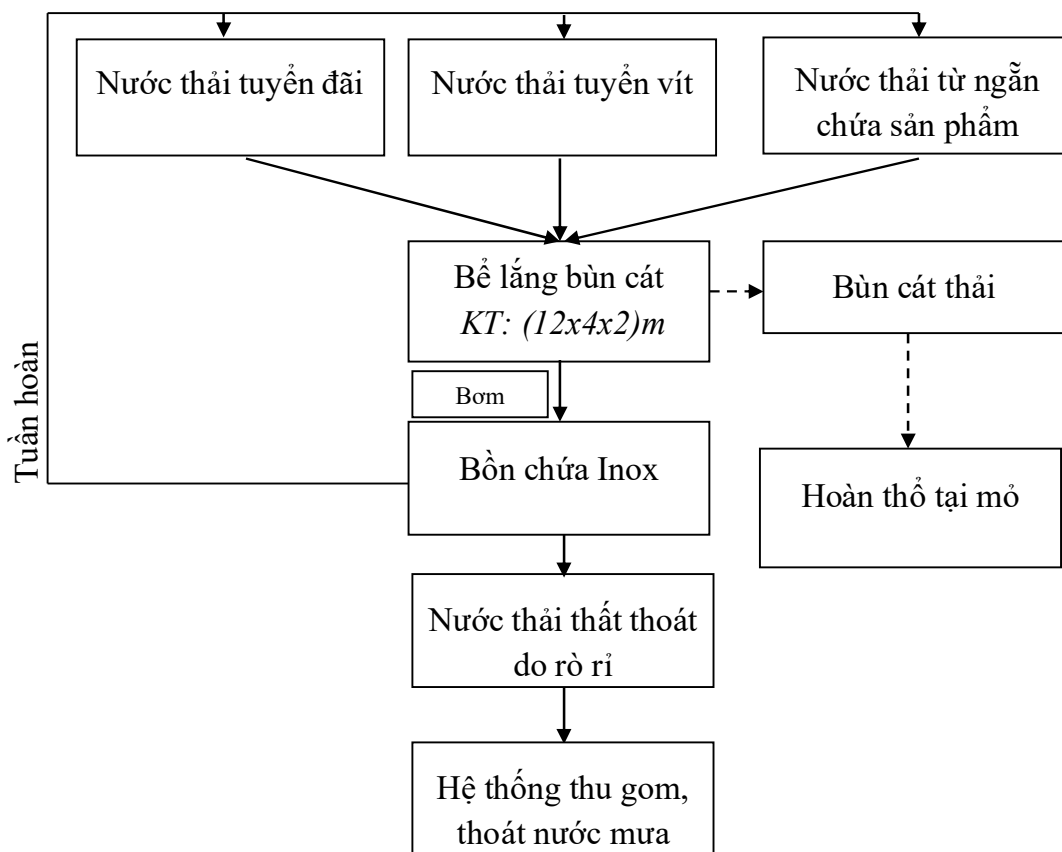 Nước thải tuyển đãi
Nước thải tuyển vít
Nước thải từ ngẵn
chứa sản phẩm
Bể lắng bùn cát
KT: (12x4x2)m
Bùn cát thải
Tuần hoàn
Bơm
Bồn chứa Inox
Hoàn thổ tại mỏ
Nước thải thất thoát
do rò rỉ
Hệ thống thu gom,
thoát nước mưa